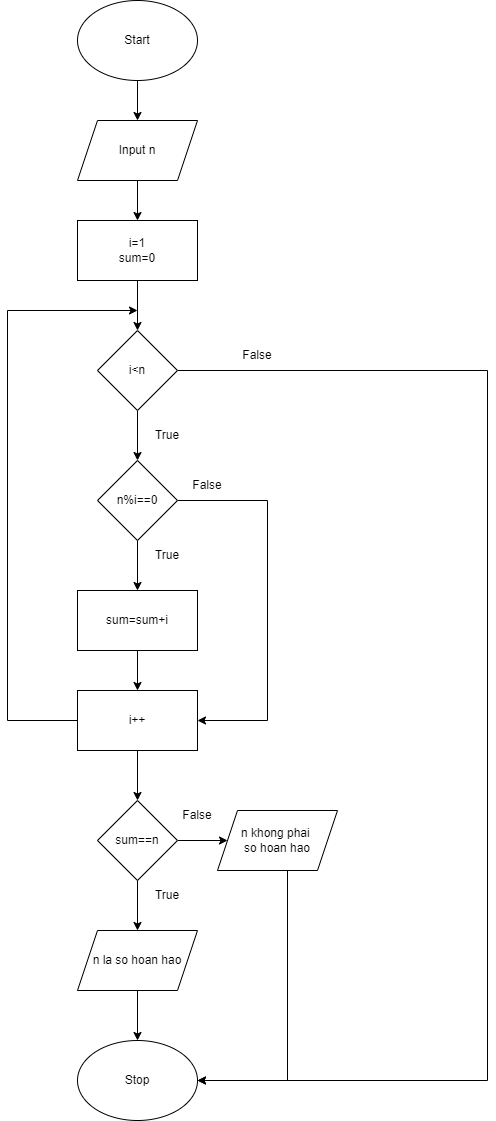 Start
Input n
i=1
sum=0
i<n
False
True
n%i==0
False
True
sum=sum+i
i++
sum==n
False
n khong phai
so hoan hao
True
n la so hoan hao
Stop